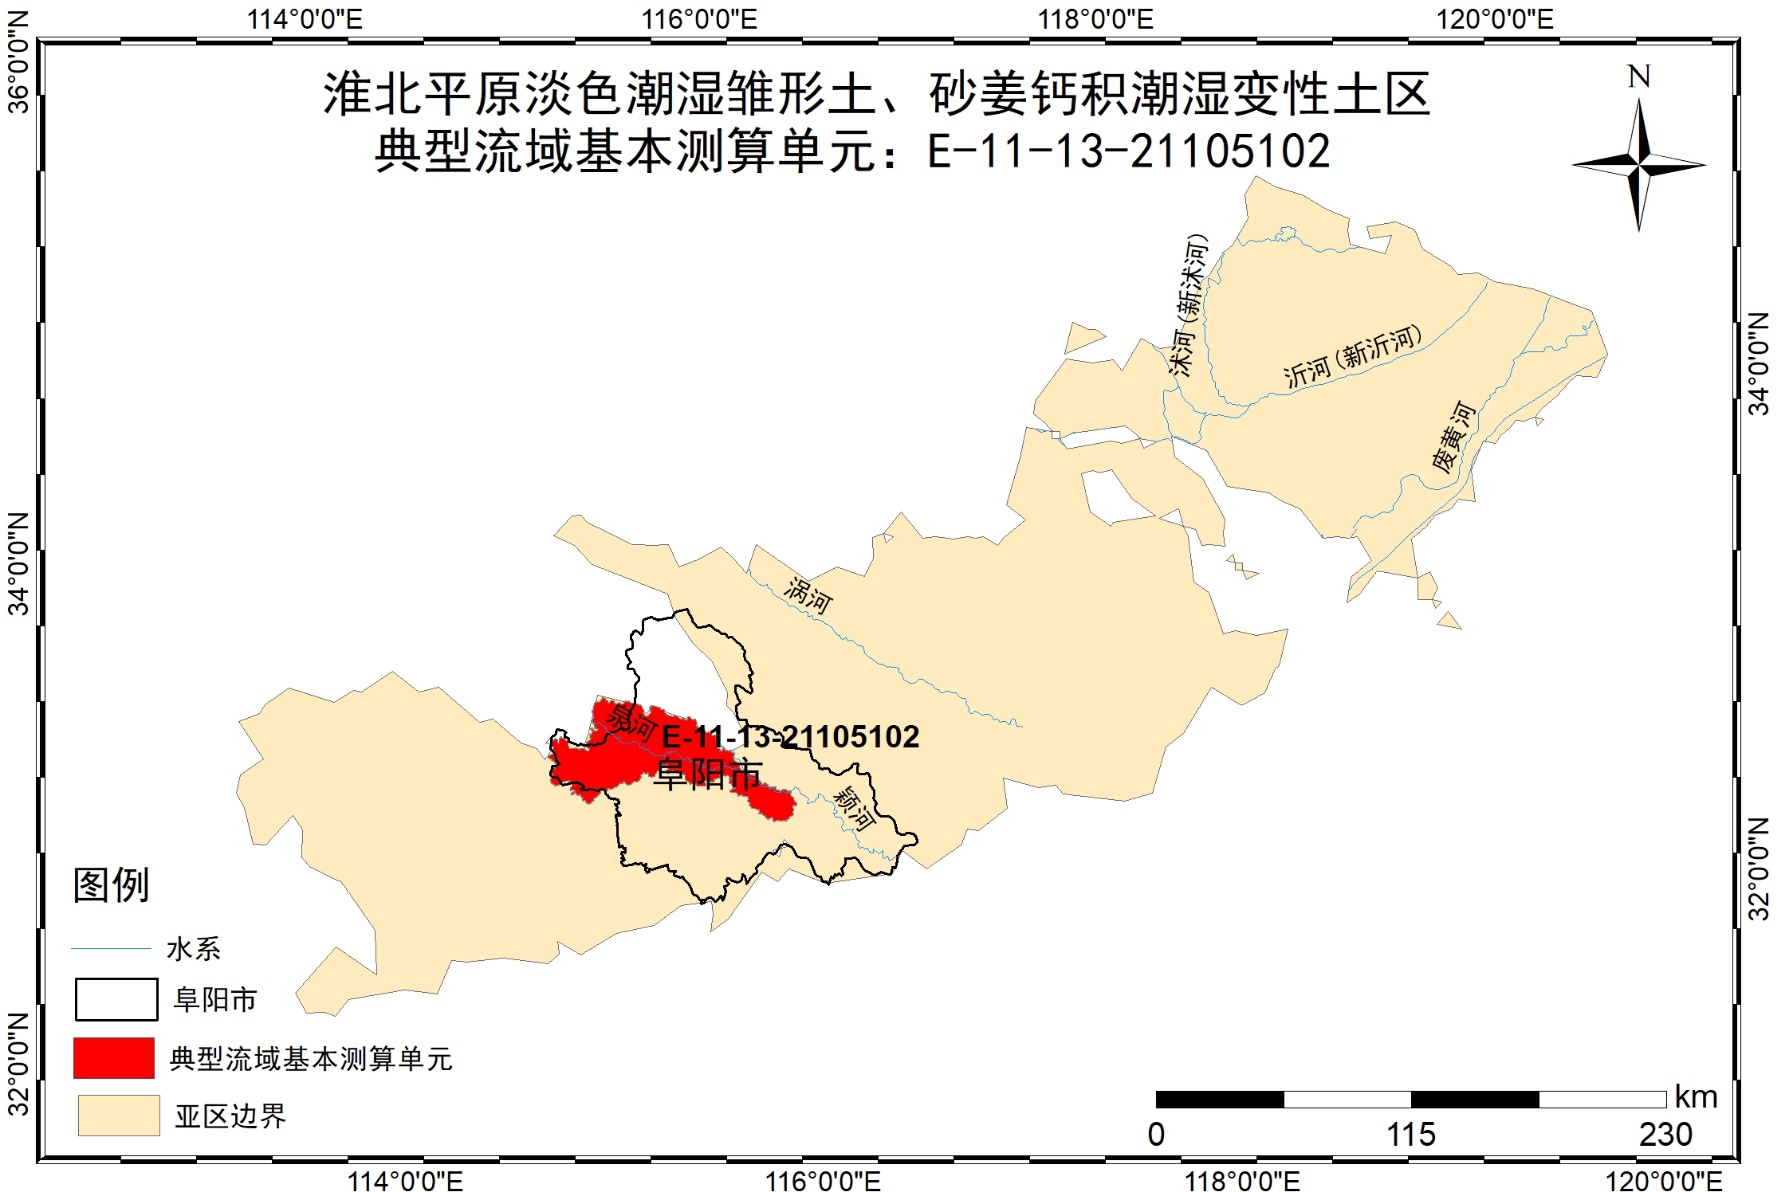 114°0'0"E 116°0'0"E 118°0'0"E 120°0'0"E
36°0'0"N
淮北平原淡色潮湿雏形土、砂姜钙积潮湿变性土区
典型流域基本测算单元：E-11-13-21105102
N
沭河(新沭河)
沂河(新沂河)
废黄河
34°0'0"N
34°0'0"N
涡河
泉河
E-11-13-21105102
阜阳市
颍河
32°0'0"N
图例
水系
阜阳市
典型流域基本测算单元
亚区边界
32°0'0"N
km
0 115 230
114°0'0"E 116°0'0"E 118°0'0"E 120°0'0"E